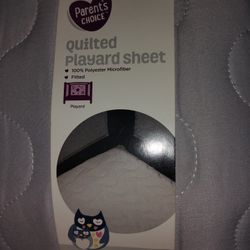 Parent's
CHOICE
Quilted
Playard sheet
100% Polyester Microfiber
Fitted
Playard